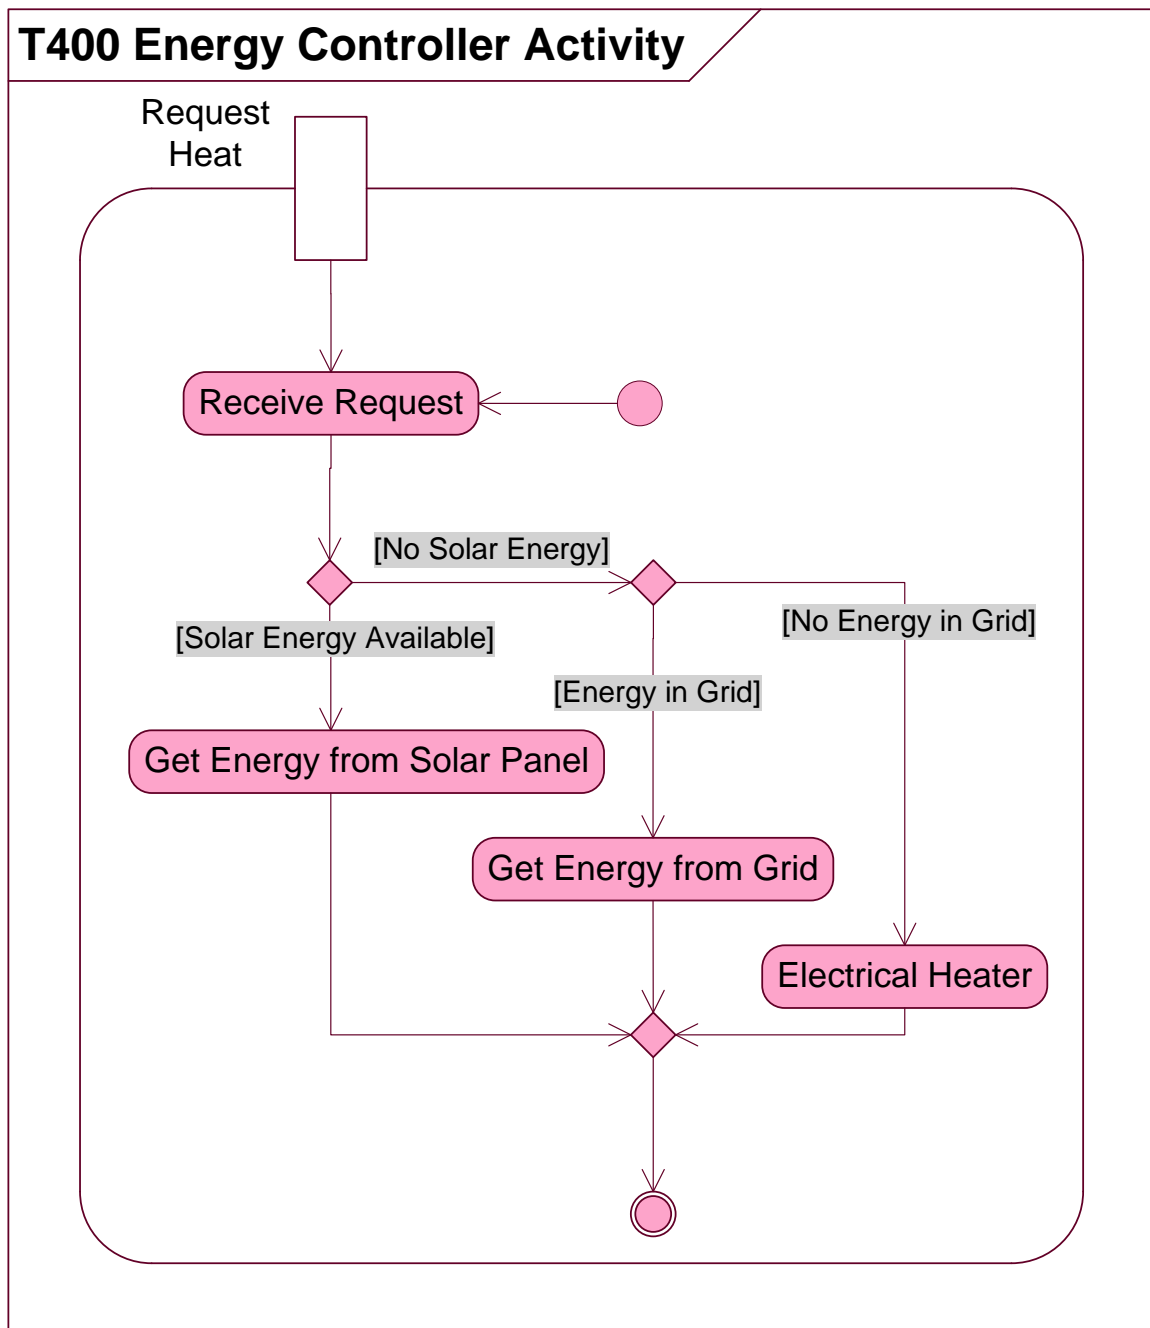 T400 Energy Controller Activity
Request
Heat
Receive Request
[No Solar Energy]
[No Energy in Grid]
[Solar Energy Available]
[Energy in Grid]
Get Energy from Solar Panel
Get Energy from Grid
Electrical Heater